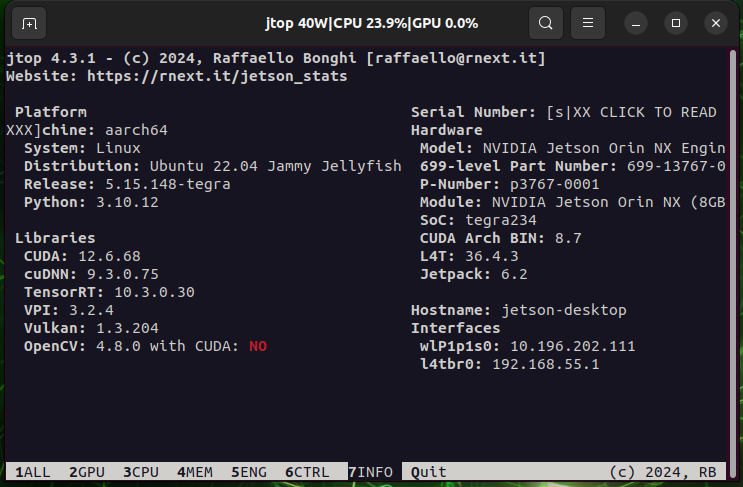 jtop 40W|CPU 23.9%|GPU 0.0%
jtop 4.3.1 - (c) 2024, Raffaello Bonghi [raffaello@rnext.it]
Website: https://rnext.it/jetson_stats
Platform
XXX]chine: aarch64
System: Linux
Distribution: Ubuntu 22.04 Jammy Jellyfish
Release: 5.15.148-tegra
Python: 3.10.12
Libraries
CUDA: 12.6.68
cuDNN: 9.3.0.75
TensorRT: 10.3.0.30
VPI: 3.2.4
Vulkan: 1.3.204
OpenCV: 4.8.0 with CUDA: NO
Serial Number: [s|XX CLICK TO READ
Hardware
Model: NVIDIA Jetson Orin NX Engin
699-level Part Number: 699-13767-0
P-Number: p3767-0001
Module: NVIDIA Jetson Orin NX (8GB
SoC: tegra234
CUDA Arch BIN: 8.7
L4T: 36.4.3
Jetpack: 6.2
Hostname: jetson-desktop
Interfaces
wlP1p1s0: 10.196.202.111
l4tbr0: 192.168.55.1
1ALL 2GPU 3CPU 4MEM 5ENG 6CTRL 7INFO Quit (c) 2024, RB